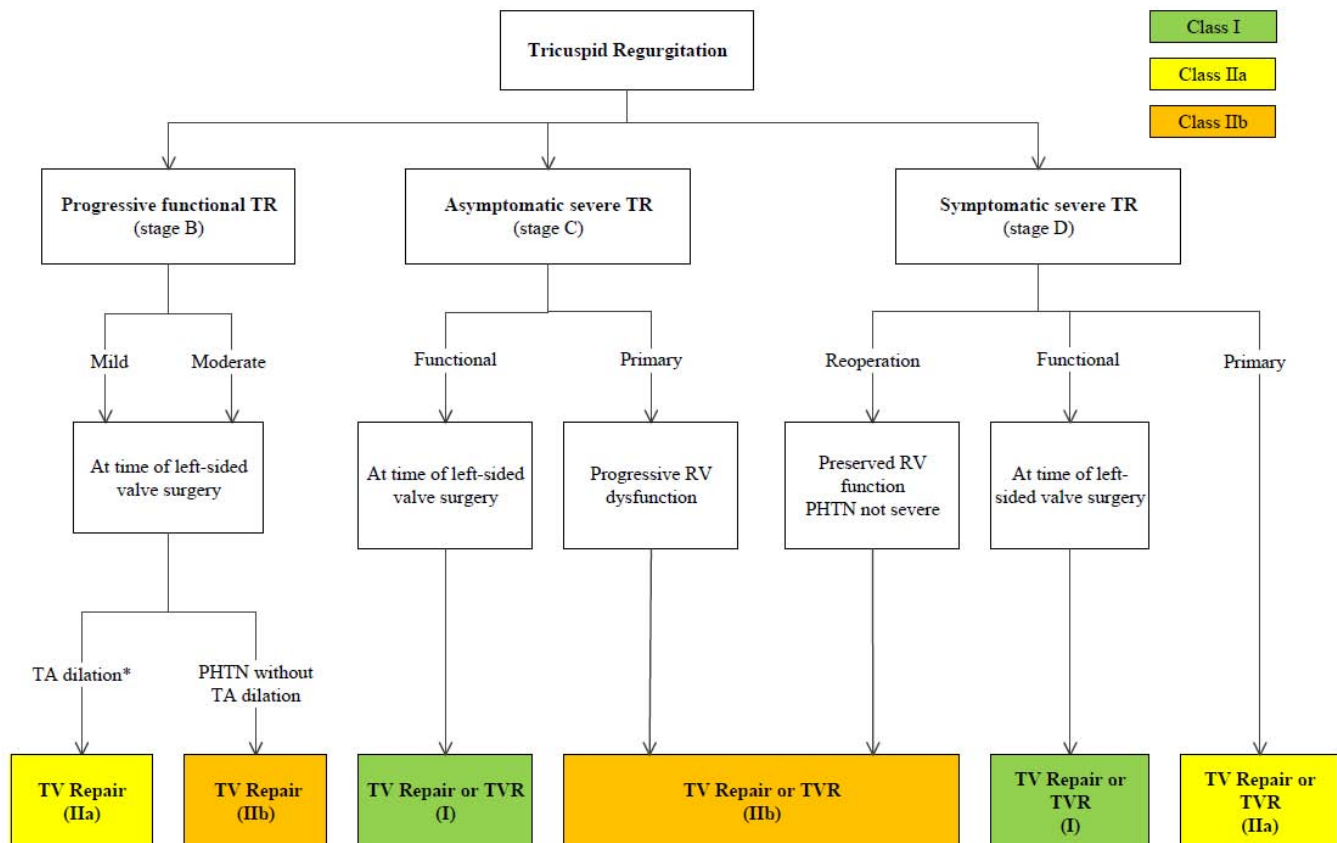 Tricuspid Regurgitation
Class I
Class IIa
Class IIb
Progressive functional TR
(stage B)
Asymptomatic severe TR
(stage C)
Symptomatic severe TR
(stage D)
Mild
Moderate
Functional
Primary
Reoperation
Functional
Primary
At time of left-sided
valve surgery
At time of left-sided
valve surgery
Progressive RV
dysfunction
Preserved RV
function
PHTN not severe
At time of left-
sided valve surgery
TA dilation*
PHTN without
TA dilation
TV Repair
(IIa)
TV Repair
(IIb)
TV Repair or TVR
(I)
TV Repair or TVR
(IIb)
TV Repair or
TVR
(I)
TV Repair or
TVR
(IIa)